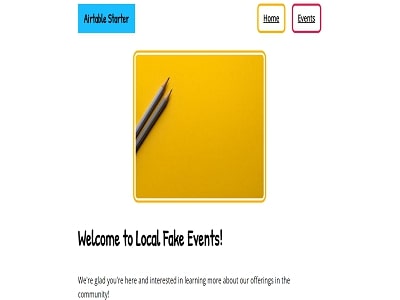 Airtable Starter
Home
Events
Welcome to Local Fake Events!
We're glad you're here and interested in learning more about our offerings in the
community!